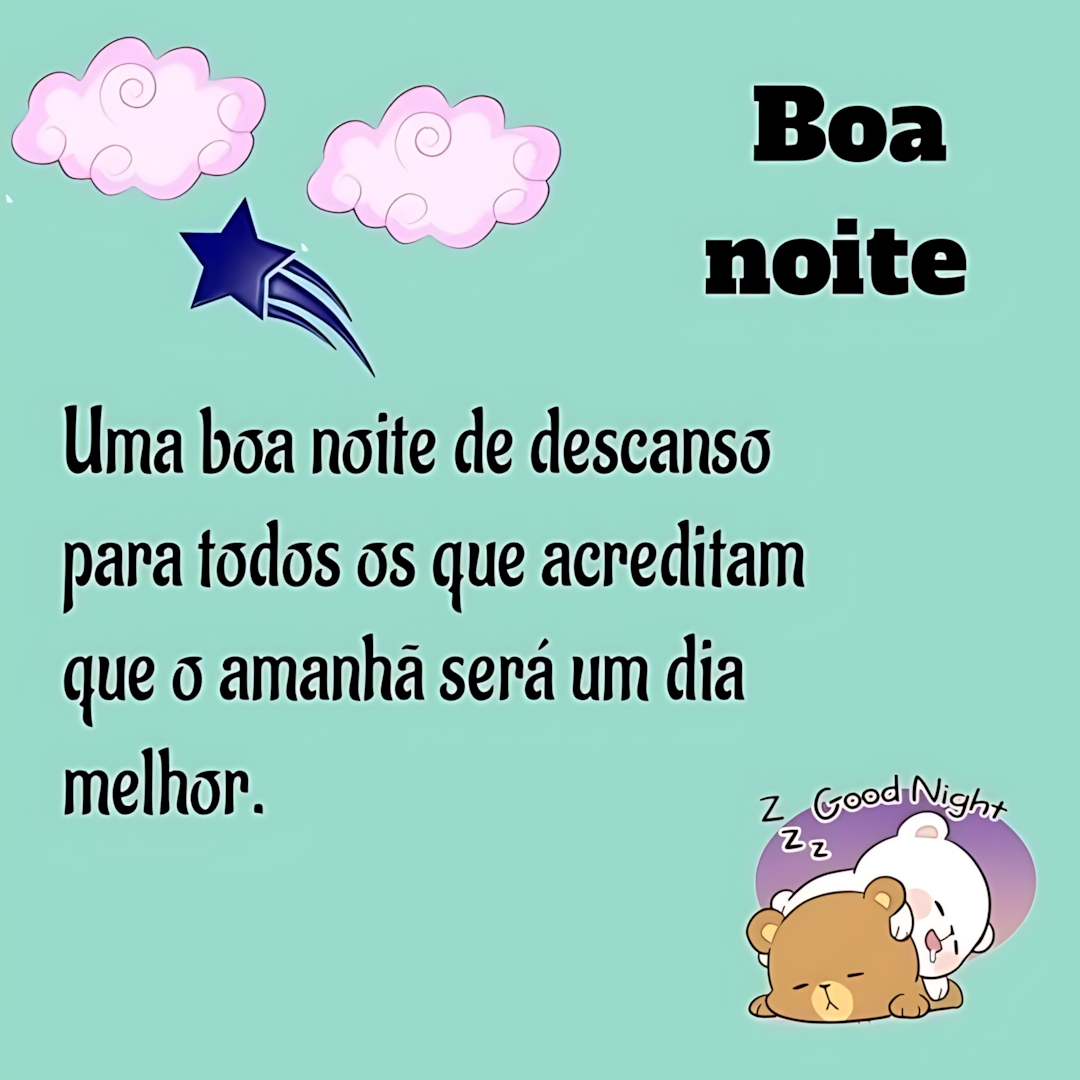 Boa
noite
Uma boa noite de descanso
para todos os que acreditam
que o amanhã será um dia
melhor.
Z Good Night
Z
z